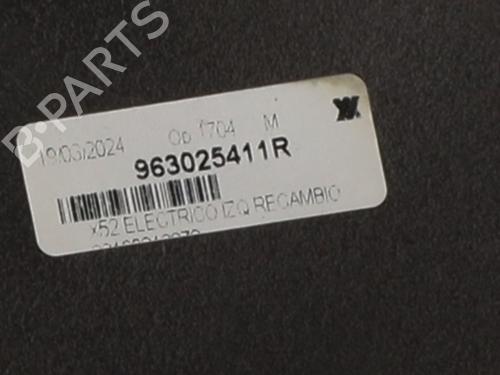 B-PARTS
19/03/2024 Op 1704 M
963025411R
x52 ELECTRICO IZQ RECAMBIO